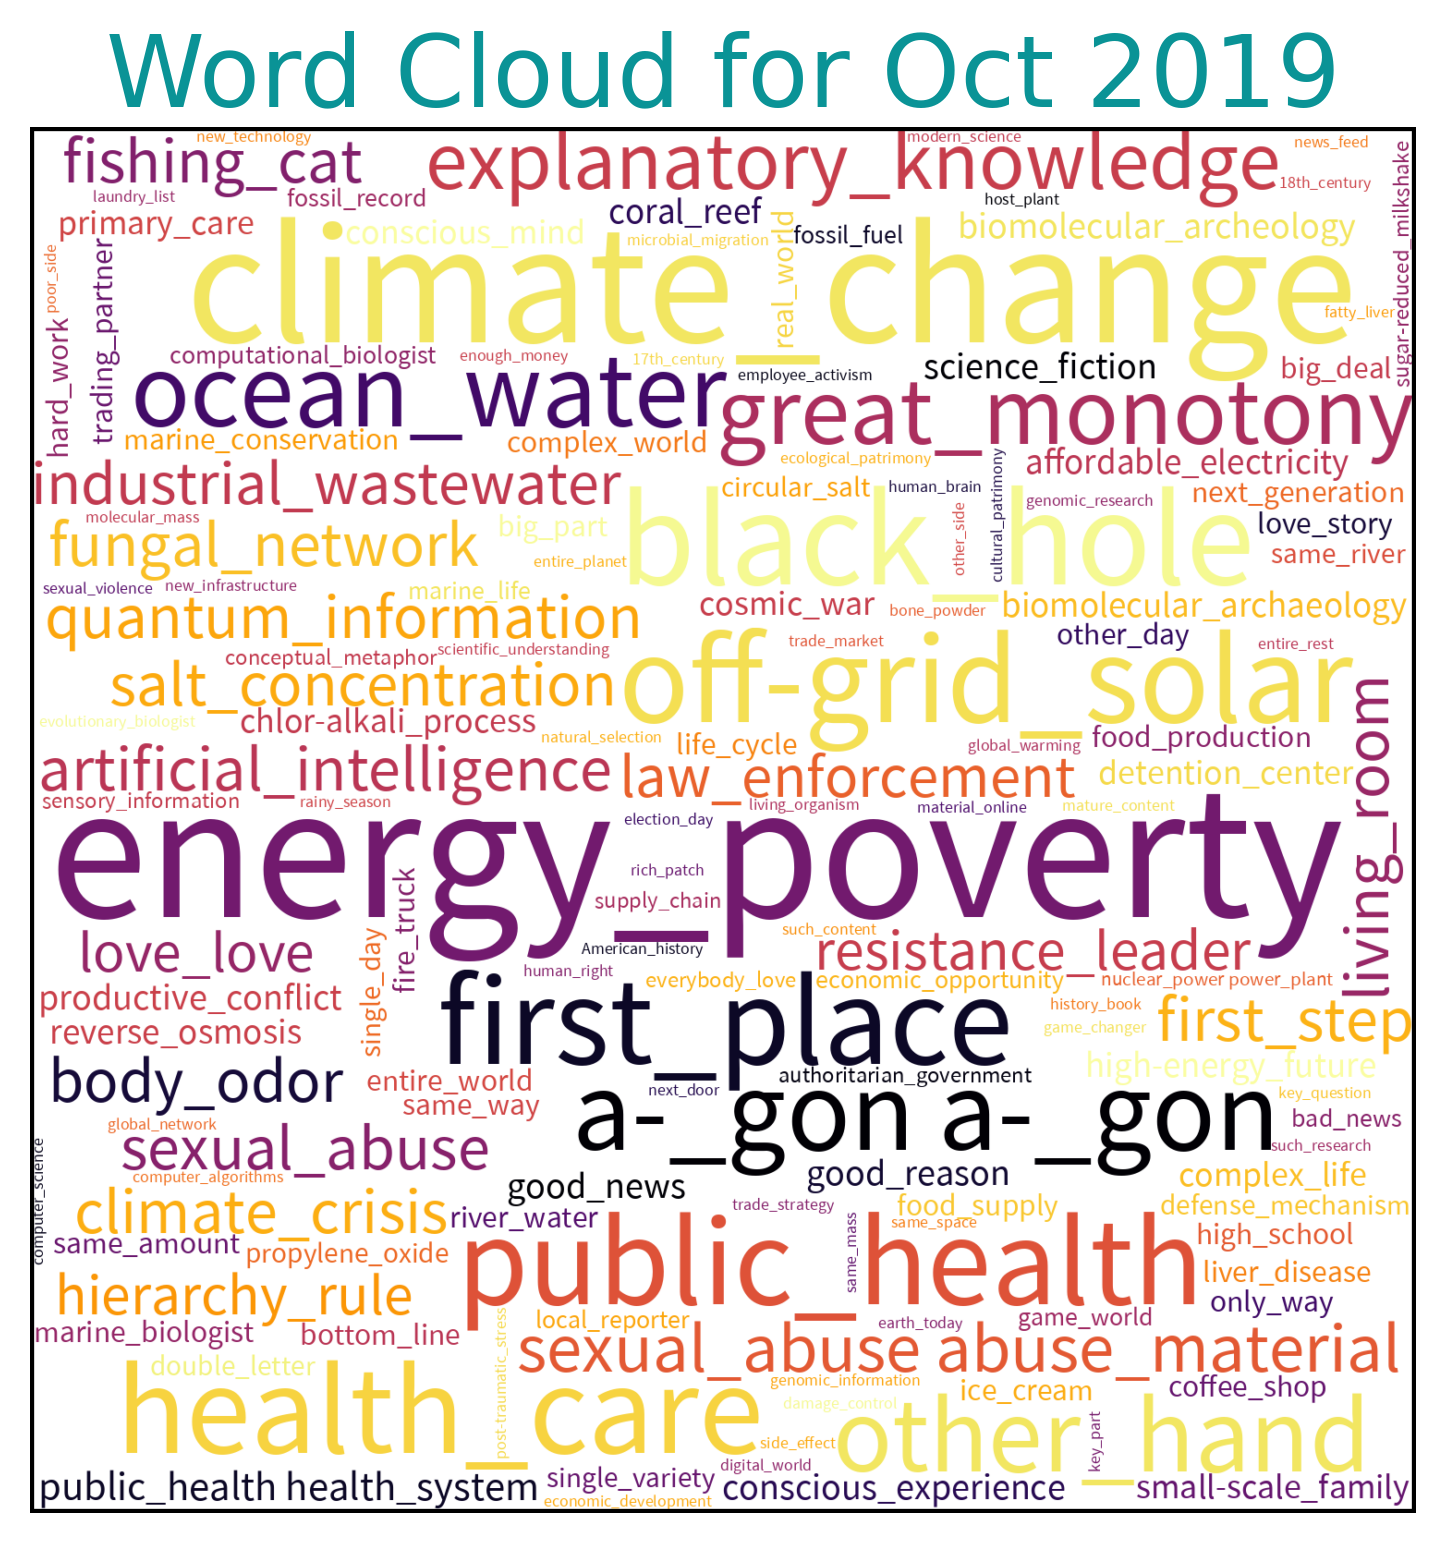 Word Cloud for Oct 2019
new_technology
modern_science
news_feed
fishing_cat
explanatory_knowledge
18th_century
sugar-reduced_milkshake
laundry_list
fossil_record
host_plant
primary_care
coral_reef
conscious_mind
microbial_migration
real_world
fossil_fuel
biomolecular_archeology
poor_side
trading_partner
climate_change
fatty_liver
hard_work
computational_biologist
enough_money
17th_century
employee_activism
science_fiction
big_deal
ocean_water
great_monotony
marine_conservation
complex_world
ecological_patrimony
affordable_electricity
industrial_wastewater
circular_salt
human_brain
cultural_patrimony
genomic_research
next_generation
molecular_mass
big_part
other_side
love_story
fungal_network
black_hole
same_river
entire_planet
sexual_violence
new_infrastructure
marine_life
quantum_information
cosmic_war
bone_powder
biomolecular_archaeology
conceptual_metaphor
scientific_understanding
trade_market
other_day
entire_rest
salt_concentration
off-grid_solar
evolutionary_biologist
chlor-alkali_process
natural_selection
life_cycle
global_warming
food_production
living_room
artificial_intelligence
law_enforcement
detention_center
sensory_information
rainy_season
living_organism
material_online
mature_content
election_day
energy_poverty
rich_patch
fire_truck
supply_chain
such_content
American_history
single_day
love_love
resistance_leader
human_right
everybody_love
economic_opportunity
nuclear_power power_plant
productive_conflict
first_place
history_book
first_step
reverse_osmosis
game_changer
body_odor
entire_world
next_door
authoritarian_government
high-energy_future
same_way
a-_gon a-_gon
key_question
global_network
bad_news
sexual_abuse
such_research
computer_science
computer_algorithms
good_news
good_reason
complex_life
climate_crisis
river_water
trade_strategy
food_supply
defense_mechanism
same_amount
propylene_oxide
public_health
same_space
same_mass
high_school
liver_disease
hierarchy_rule
only_way
marine_biologist
bottom_line
post-traumatic_stress
local_reporter
earth_today
game_world
sexual_abuse abuse_material
double_letter
health_care
genomic_information
ice_cream
coffee_shop
damage_control
other_hand
side_effect
key_part
public_health health_system
single_variety
digital_world
economic_development
conscious_experience
small-scale_family